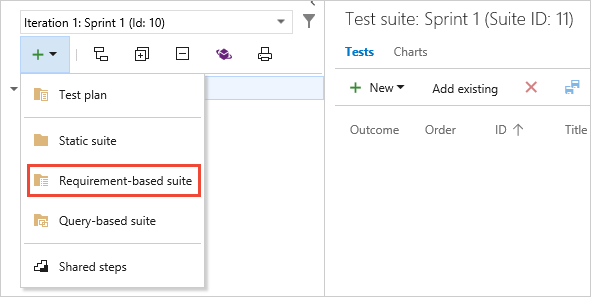 Iteration 1: Sprint 1 (Id: 10)
Test plan
Static suite
Requirement-based suite
Query-based suite
Shared steps
Test suite: Sprint 1 (Suite ID: 11)
Tests Charts
New Add existing
Outcome Order ID Title